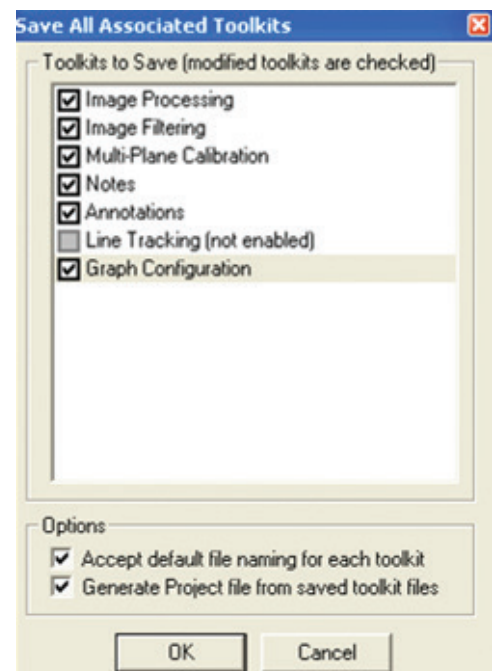 Save All Associated Toolkits
Toolkits to Save (modified toolkits are checked)
Image Processing
Image Filtering
Multi-Plane Calibration
Notes
Annotations
Line Tracking (not enabled)
Graph Configuration
Options
Accept default file naming for each toolkit
Generate Project file from saved toolkit files
OK
Cancel